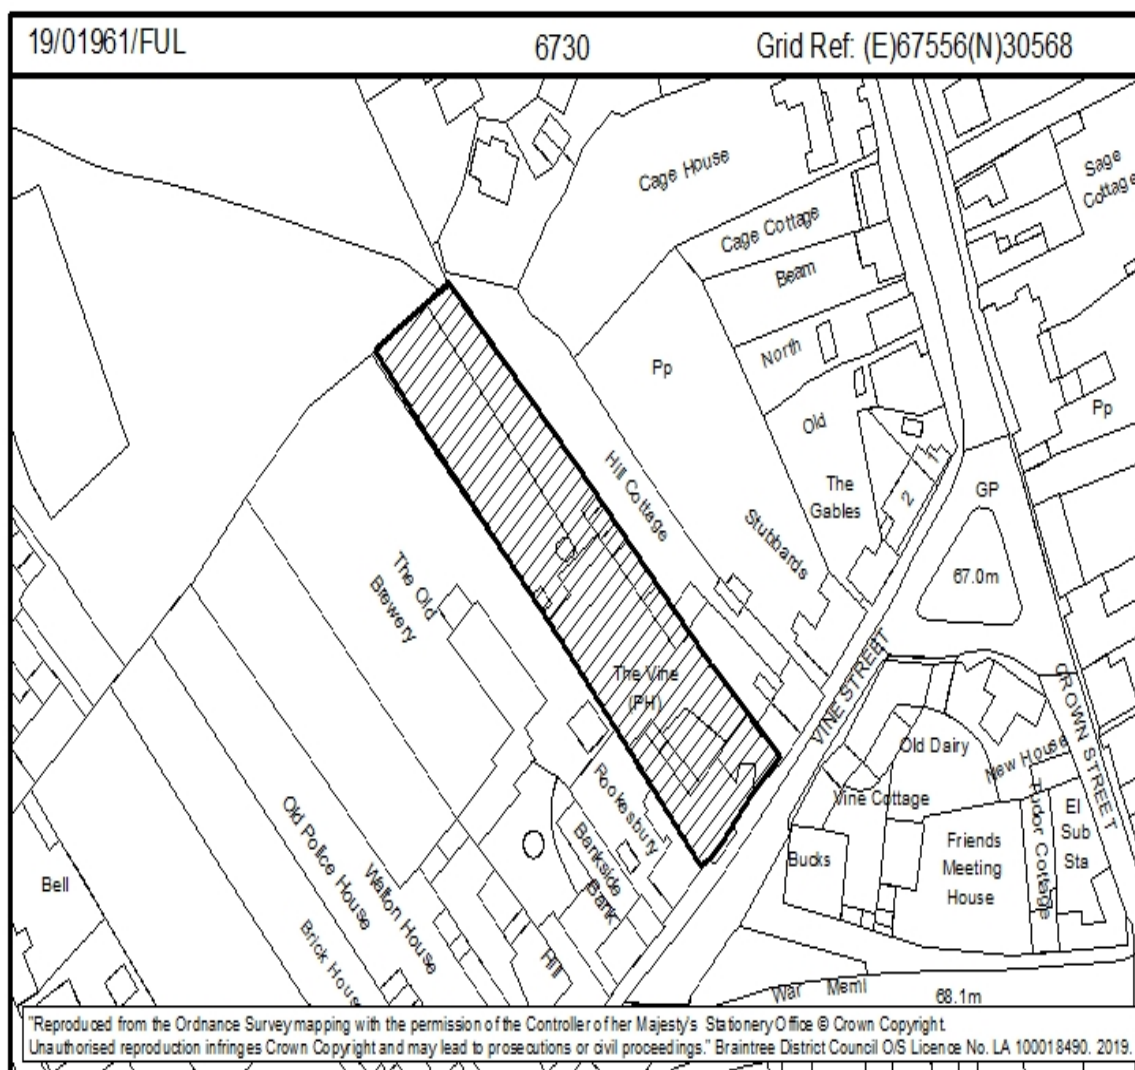 19/01961/FUL
6730
Grid Ref: (E)67556(N)30568
Cage House
Sage
Cottage
Cage Cottage
Beam
North
Pp
Old
Pp
Hill Cottage
The
Gables
1
2
GP
Stubbards
67.0m
The Old
Brewery
The Vine
(PH)
VINE STREET
CROWN STREET
Old Dairy
New House
Rookesbury
Vine Cottage
Tudor Cottage
El
Sub
Sta
Old Police House
Walton House
Bankside
Bank
Bucks
Friends
Meeting
House
Bell
Brick House
Hill
War Meml
68.1m
"Reproduced from the Ordnance Survey mapping with the permission of the Controller of her Majesty's Stationery Office © Crown Copyright.
Unauthorised reproduction infringes Crown Copyright and may lead to prosecutions or civil proceedings." Braintree District Council O/S Licence No. LA 100018490. 2019.